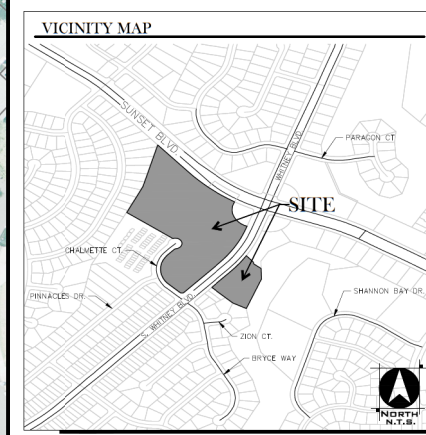 VICINITY MAP
SUNSET BLVD
WHITNEY BLVD.
PARAGON CT
SITE
CHALMETTE CT.
PINNACLES DR.
S. WHITNEY BLVD
SHANNON BAY DR.
ZION CT.
BRYCE WAY
NORTH
N.T.S.